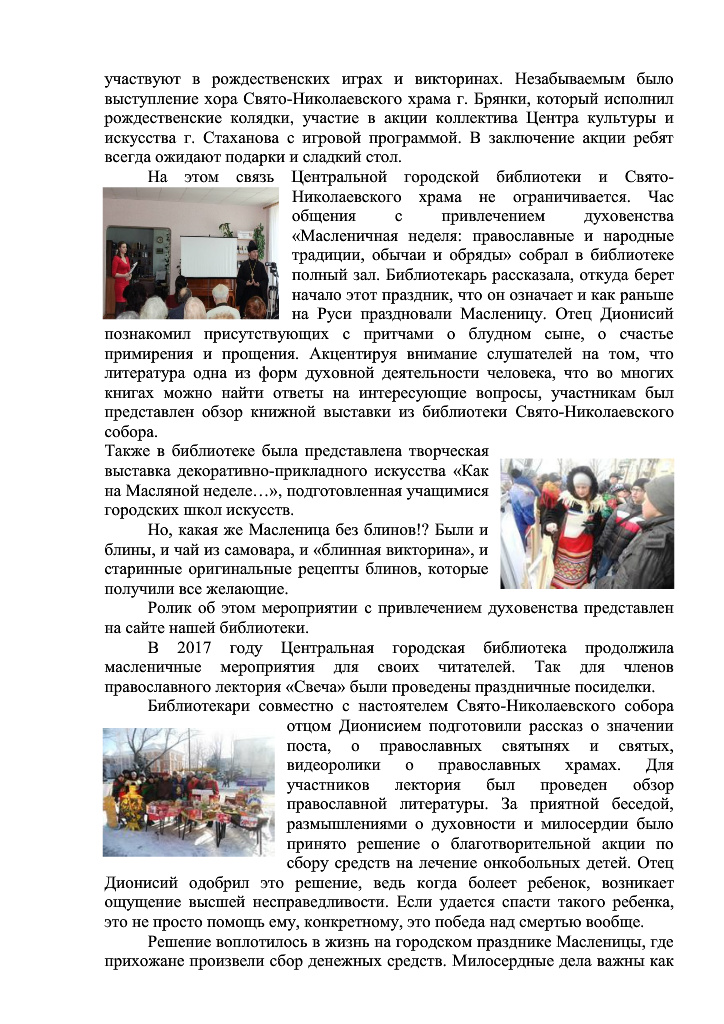 участвуют в рождественских играх и викторинах. Незабываемым было
выступление хора Свято-Николаевского храма г. Брянки, который исполнил
рождественские колядки, участие в акции коллектива Центра культуры и
искусства г. Стаханова с игровой программой. В заключение акции ребят
всегда ожидают подарки и сладкий стол.
На этом связь Центральной городской библиотеки и Свято-
Николаевского храма не ограничивается. Час
общения с привлечением духовенства
«Масленичная неделя: православные и народные
традиции, обычаи и обряды» собрал в библиотеке
полный зал. Библиотекарь рассказала, откуда берет
начало этот праздник, что он означает и как раньше
на Руси праздновали Масленицу. Отец Дионисий
познакомил присутствующих с притчами о блудном сыне, о счастье
примирения и прощения. Акцентируя внимание слушателей на том, что
литература одна из форм духовной деятельности человека, что во многих
книгах можно найти ответы на интересующие вопросы, участникам был
представлен обзор книжной выставки из библиотеки Свято-Николаевского
собора.
Также в библиотеке была представлена творческая
выставка декоративно-прикладного искусства «Как
на Масляной неделе…», подготовленная учащимися
городских школ искусств.
Но, какая же Масленица без блинов!? Были и
блины, и чай из самовара, и «блинная викторина», и
старинные оригинальные рецепты блинов, которые
получили все желающие.
Ролик об этом мероприятии с привлечением духовенства представлен
на сайте нашей библиотеки.
В 2017 году Центральная городская библиотека продолжила
масленичные мероприятия для своих читателей. Так для членов
православного лектория «Свеча» были проведены праздничные посиделки.
Библиотекари совместно с настоятелем Свято-Николаевского собора
отцом Дионисием подготовили рассказ о значении
поста, о православных святынях и святых,
видеоролики о православных храмах. Для
участников лектория был проведен обзор
православной литературы. За приятной беседой,
размышлениями о духовности и милосердии было
принято решение о благотворительной акции по
сбору средств на лечение онкобольных детей. Отец
Дионисий одобрил это решение, ведь когда болеет ребенок, возникает
ощущение высшей несправедливости. Если удается спасти такого ребенка,
это не просто помощь ему, конкретному, это победа над смертью вообще.
Решение воплотилось в жизнь на городском празднике Масленицы, где
прихожане произвели сбор денежных средств. Милосердные дела важны как